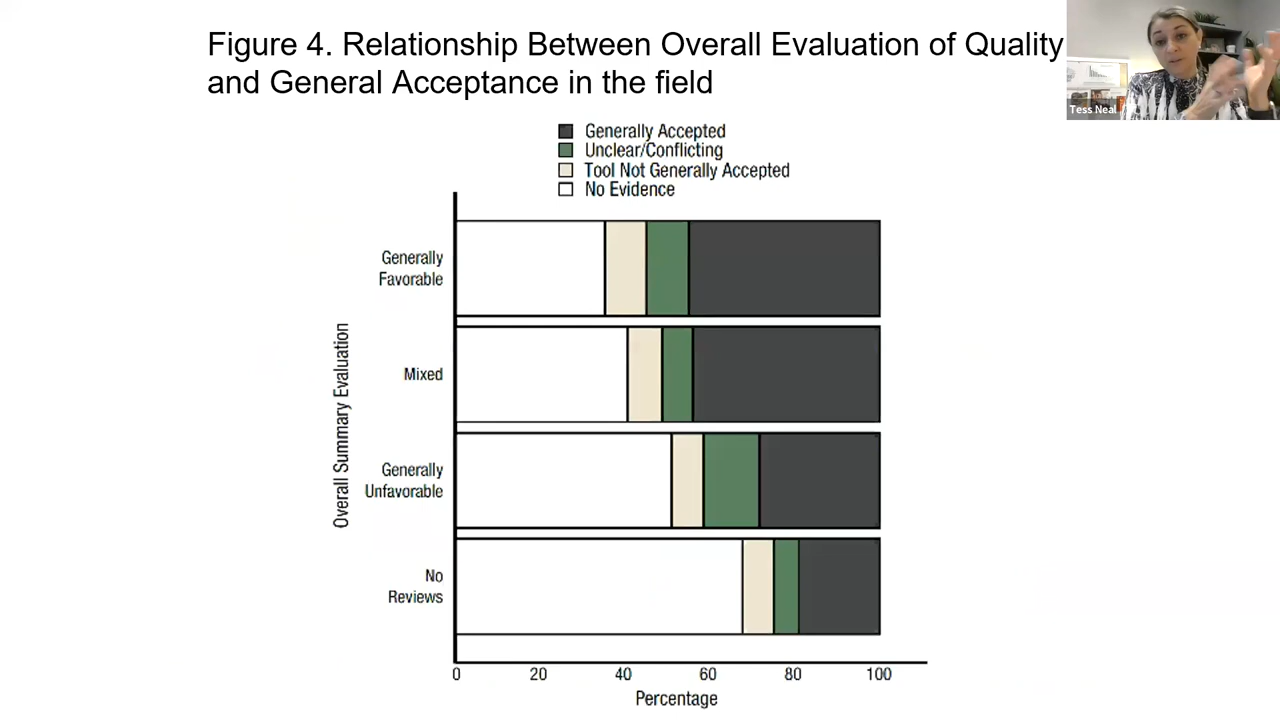 Figure 4. Relationship Between Overall Evaluation of Quality
and General Acceptance in the field
Tess Neal
Generally Accepted
Unclear/Conflicting
Tool Not Generally Accepted
No Evidence
Overall Summary Evaluation
Generally
Favorable
Mixed
Generally
Unfavorable
No
Reviews
0 20 40 60 80 100
Percentage